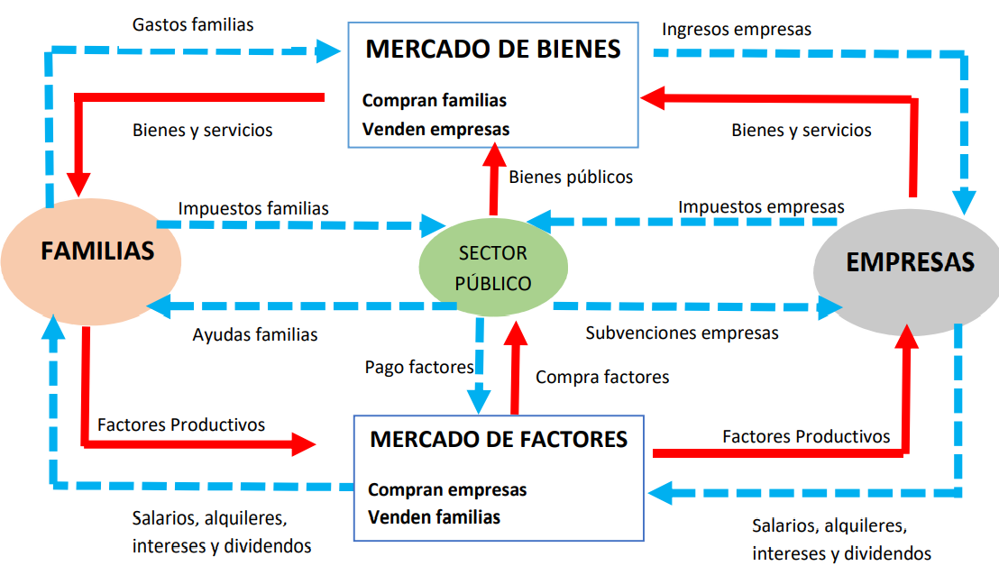 Gastos familias
MERCADO DE BIENES
Ingresos empresas
Compran familias
Venden empresas
Bienes y servicios
Bienes y servicios
Bienes públicos
Impuestos familias
Impuestos empresas
FAMILIAS
SECTOR
PÚBLICO
EMPRESAS
Ayudas familias
Subvenciones empresas
Pago factores
Compra factores
Factores Productivos
MERCADO DE FACTORES
Factores Productivos
Compran empresas
Venden familias
Salarios, alquileres,
intereses y dividendos
Salarios, alquileres,
intereses y dividendos